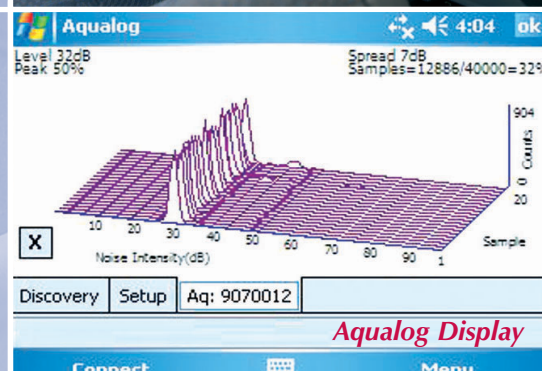 Aqualog 4:04 ok
Level 32dB Spread 7dB
Peak 50% Samples=12886/40000=32%
904
Counts
0
20
Sample
10 20 30 40 50 60 70 80 90 1
Noise Intensity(dB)
X
Discovery Setup Aq: 9070012
Aqualog Display
Connect Menu